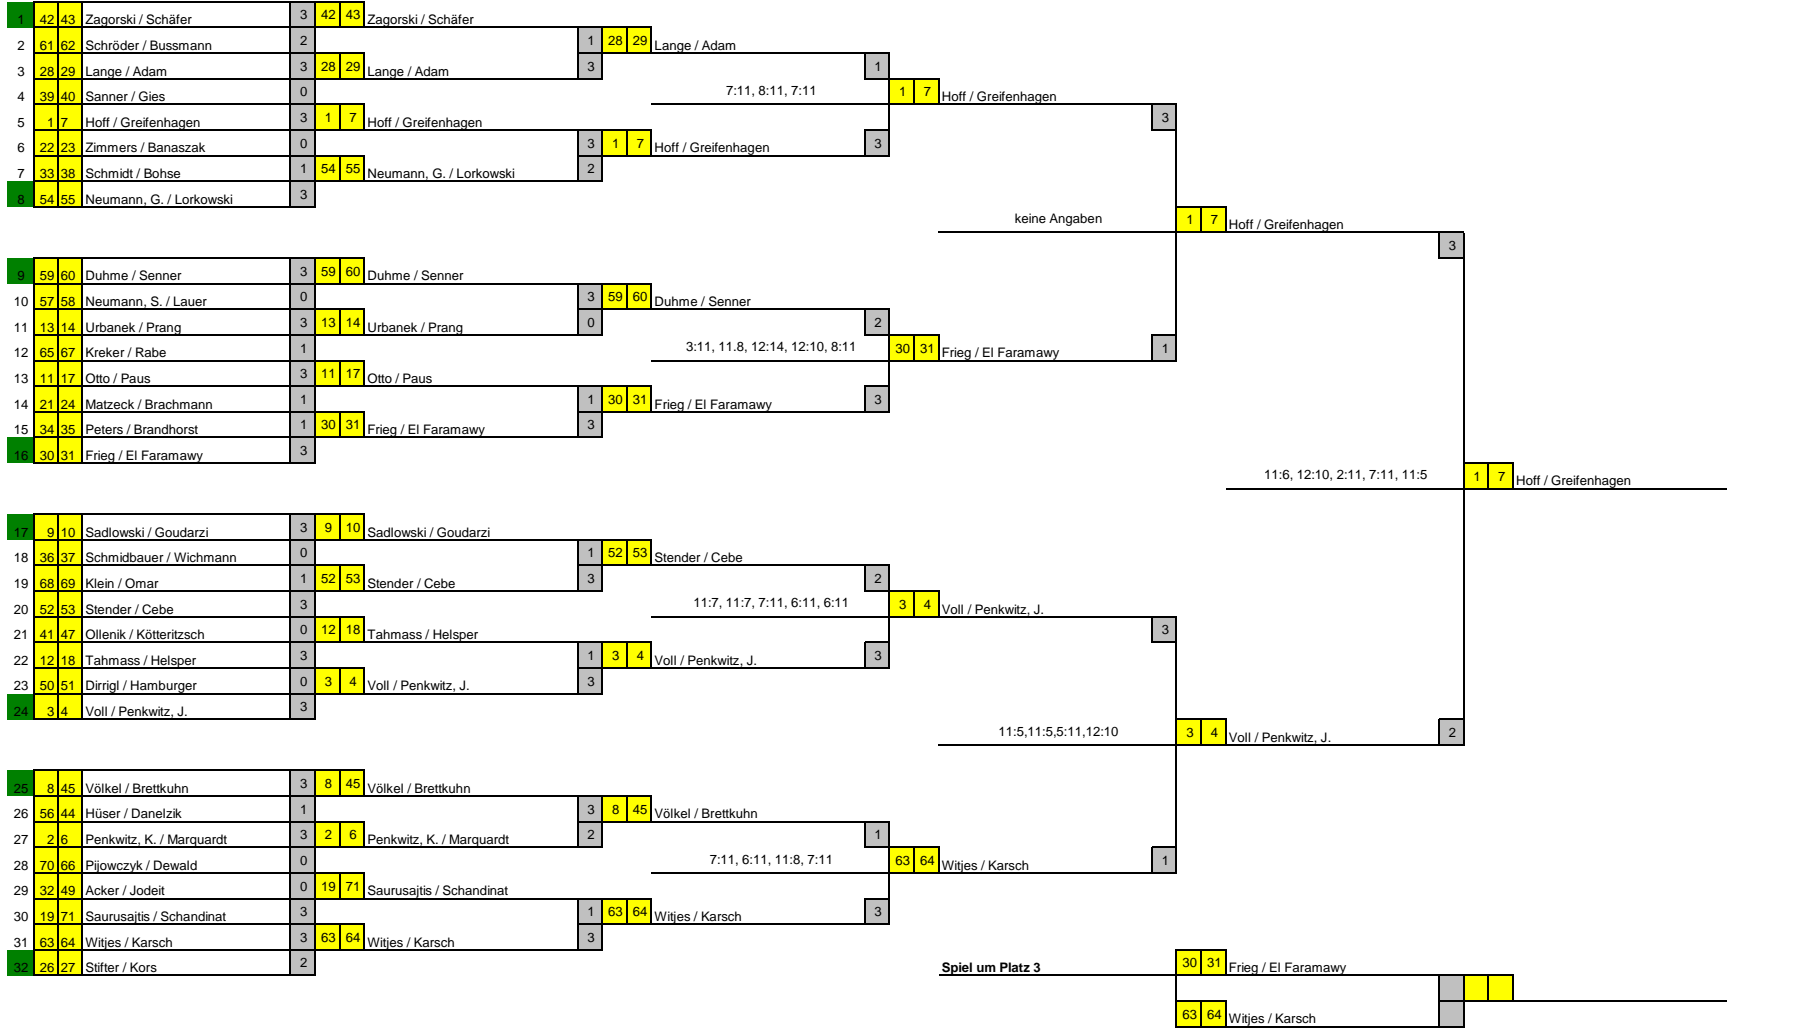 1 42 43 Zagorski / Schäfer 3 42 43 Zagorski / Schäfer
2 61 62 Schröder / Bussmann 2 1 28 29 Lange / Adam
3 28 29 Lange / Adam 3 28 29 Lange / Adam 3 1
4 39 40 Sanner / Gies 0 7:11, 8:11, 7:11 1 7 Hoff / Greifenhagen
5 1 7 Hoff / Greifenhagen 3 1 7 Hoff / Greifenhagen 3
6 22 23 Zimmers / Banaszak 0 3 1 7 Hoff / Greifenhagen 3
7 33 38 Schmidt / Bohse 1 54 55 Neumann, G. / Lorkowski 2
8 54 55 Neumann, G. / Lorkowski 3
keine Angaben 1 7 Hoff / Greifenhagen
3
9 59 60 Duhme / Senner 3 59 60 Duhme / Senner
10 57 58 Neumann, S. / Lauer 0 3 59 60 Duhme / Senner
11 13 14 Urbanek / Prang 3 13 14 Urbanek / Prang 0 2
12 65 67 Kreker / Rabe 1 3:11, 11.8, 12:14, 12:10, 8:11 30 31 Frieg / El Faramawy 1
13 11 17 Otto / Paus 3 11 17 Otto / Paus
14 21 24 Matzeck / Brachmann 1 1 30 31 Frieg / El Faramawy 3
15 34 35 Peters / Brandhorst 1 30 31 Frieg / El Faramawy 3
16 30 31 Frieg / El Faramawy 3
11:6, 12:10, 2:11, 7:11, 11:5 1 7 Hoff / Greifenhagen
17 9 10 Sadlowski / Goudarzi 3 9 10 Sadlowski / Goudarzi
18 36 37 Schmidbauer / Wichmann 0 1 52 53 Stender / Cebe
19 68 69 Klein / Omar 1 52 53 Stender / Cebe 3 2
20 52 53 Stender / Cebe 3 11:7, 11:7, 7:11, 6:11, 6:11 3 4 Voll / Penkwitz, J.
21 41 47 Ollenik / Kötteritzsch 0 12 18 Tahmass / Helsper 3
22 12 18 Tahmass / Helsper 3 1 3 4 Voll / Penkwitz, J. 3
23 50 51 Dirrigl / Hamburger 0 3 4 Voll / Penkwitz, J. 3
24 3 4 Voll / Penkwitz, J. 3
11:5,11:5,5:11,12:10 3 4 Voll / Penkwitz, J. 2
25 8 45 Völkel / Brettkuhn 3 8 45 Völkel / Brettkuhn
26 56 44 Hüser / Danelzik 1 3 8 45 Völkel / Brettkuhn
27 2 6 Penkwitz, K. / Marquardt 3 2 6 Penkwitz, K. / Marquardt 2 1
28 70 66 Pijowczyk / Dewald 0 7:11, 6:11, 11:8, 7:11 63 64 Witjes / Karsch 1
29 32 49 Acker / Jodeit 0 19 71 Saurusajtis / Schandinat
30 19 71 Saurusajtis / Schandinat 3 1 63 64 Witjes / Karsch 3
31 63 64 Witjes / Karsch 3 63 64 Witjes / Karsch 3
32 26 27 Stifter / Kors 2 Spiel um Platz 3 30 31 Frieg / El Faramawy
63 64 Witjes / Karsch